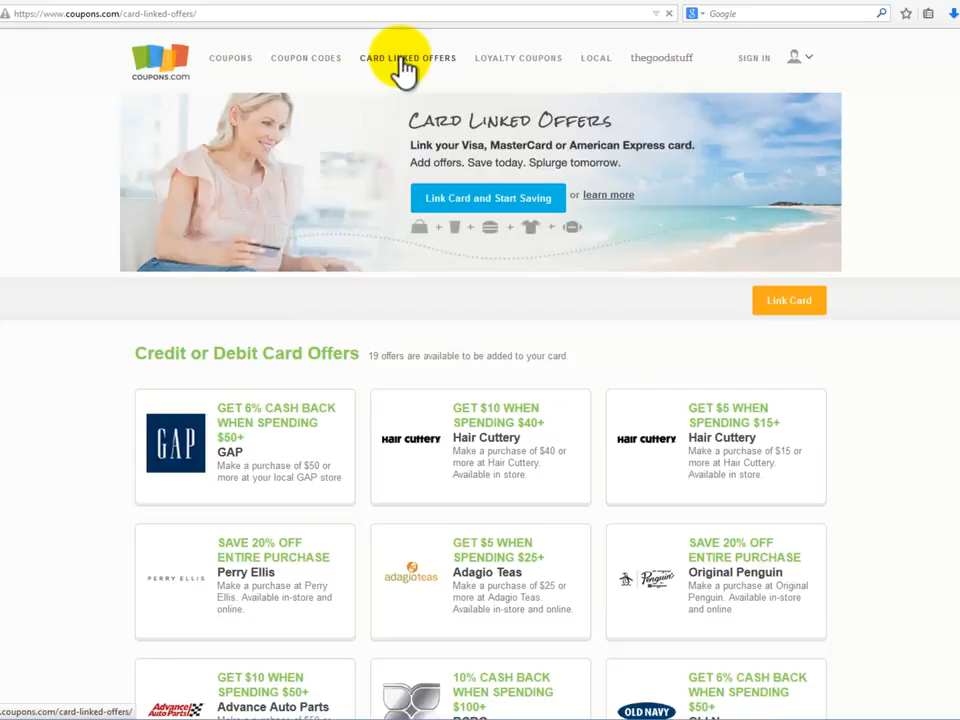 https://www.coupons.com/card-linked-offers/
Google
COUPONS.COM
COUPONS
COUPON CODES
CARD LINKED OFFERS
LOYALTY COUPONS
LOCAL
thegoodstuff
SIGN IN
CARD LINKED OFFERS
Link your Visa, MasterCard or American Express card.
Add offers. Save today. Splurge tomorrow.
Link Card and Start Saving
or learn more
Link Card
Credit or Debit Card Offers
19 offers are available to be added to your card.
GAP
GET 6% CASH BACK
WHEN SPENDING
$50+
GAP
Make a purchase of $50 or
more at your local GAP store
Hair cuttery
GET $10 WHEN
SPENDING $40+
Hair Cuttery
Make a purchase of $40 or
more at Hair Cuttery.
Available in store.
Hair cuttery
GET $5 WHEN
SPENDING $15+
Hair Cuttery
Make a purchase of $15 or
more at Hair Cuttery.
Available in store.
PERRY ELLIS
SAVE 20% OFF
ENTIRE PURCHASE
Perry Ellis
Make a purchase at Perry
Ellis. Available in-store and
online.
adagio teas
GET $5 WHEN
SPENDING $25+
Adagio Teas
Make a purchase of $25 or
more at Adagio Teas.
Available in-store and online.
Original Penguin
SAVE 20% OFF
ENTIRE PURCHASE
Original Penguin
Make a purchase at Original
Penguin. Available in-store
and online
Advance Auto Parts
GET $10 WHEN
SPENDING $50+
Advance Auto Parts
10% CASH BACK
WHEN SPENDING
$100+
OLD NAVY
GET 6% CASH BACK
WHEN SPENDING
$50+
.coupons.com/card-linked-offers/